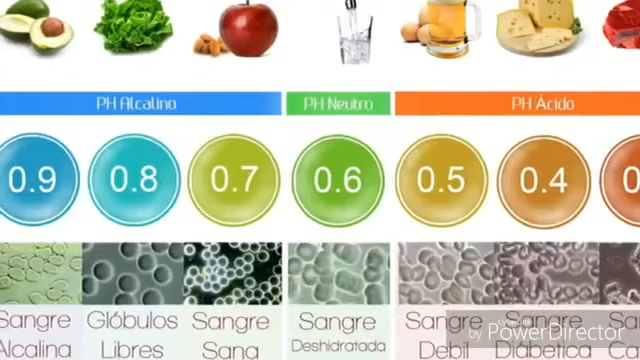 PH Alcalino PH Neutro PH Ácido
0.9 0.8 0.7 0.6 0.5 0.4 0
Sangre Glóbulos Sangre Sangre Sangre Sangre
Alcalina Libres Sana Deshidratada Debil
by PowerDirector